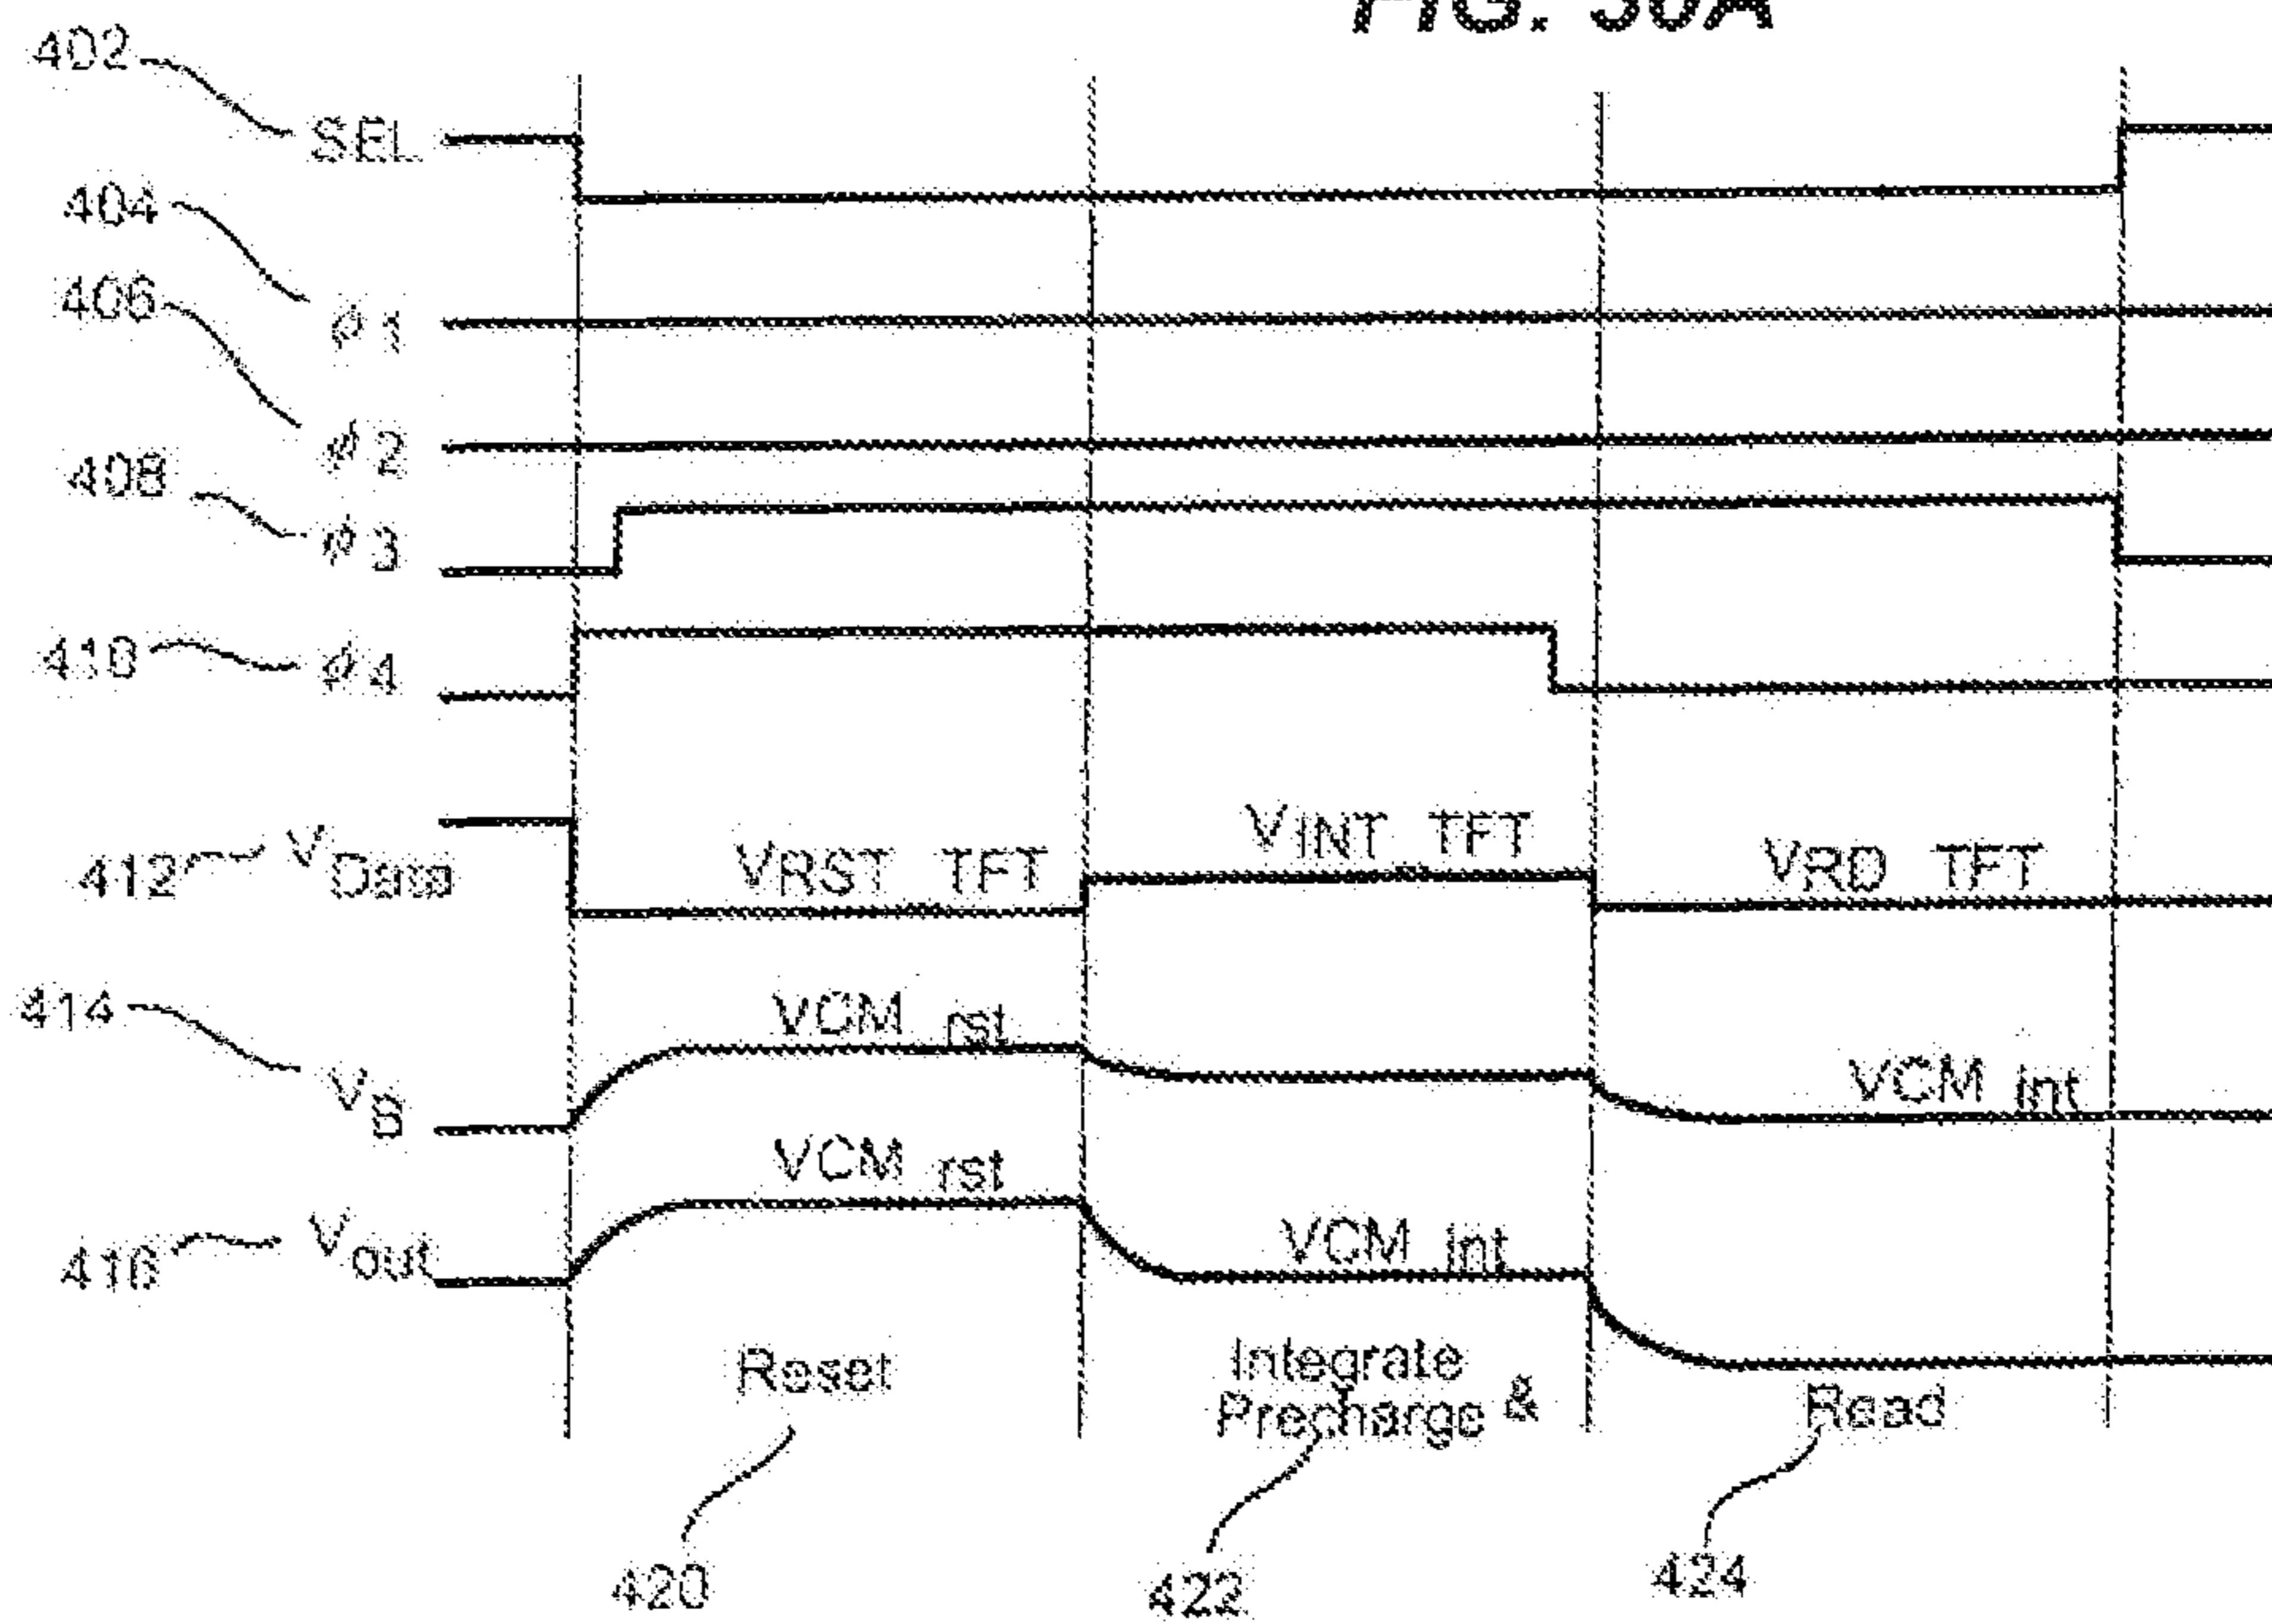 FIG. 30A
402
SEL
404
φ1
406
φ2
408
φ3
410
φ4
412
VData
VRST_TFT
VINT_TFT
VRD_TFT
414
VB
VCM_rst
VCM_int
416
Vout
VCM_rst
VCM_int
Reset
Integrate
Precharge &
Read
420
422
424